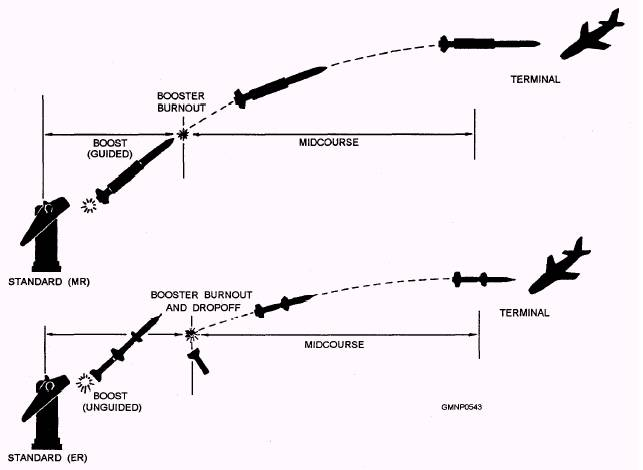 TERMINAL
BOOSTER
BURNOUT
BOOST
(GUIDED)
MIDCOURSE
STANDARD (MR)
BOOSTER BURNOUT
AND DROPOFF
TERMINAL
MIDCOURSE
BOOST
(UNGUIDED)
GMNP0543
STANDARD (ER)